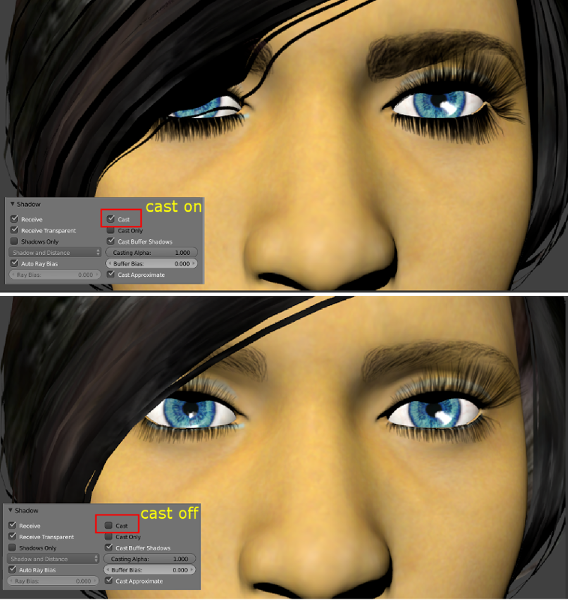 cast on
Shadow
Receive
Cast
Receive Transparent
Cast Only
Shadows Only
Cast Buffer Shadows
Shadow and Distance
Casting Alpha: 1.000
Auto Ray Bias
Buffer Bias: 0.000
Ray Bias: 0.000
Cast Approximate
cast off
Shadow
Receive
Cast
Receive Transparent
Cast Only
Shadows Only
Cast Buffer Shadows
Shadow and Distance
Casting Alpha: 1.000
Auto Ray Bias
Buffer Bias: 0.000
Ray Bias: 0.000
Cast Approximate